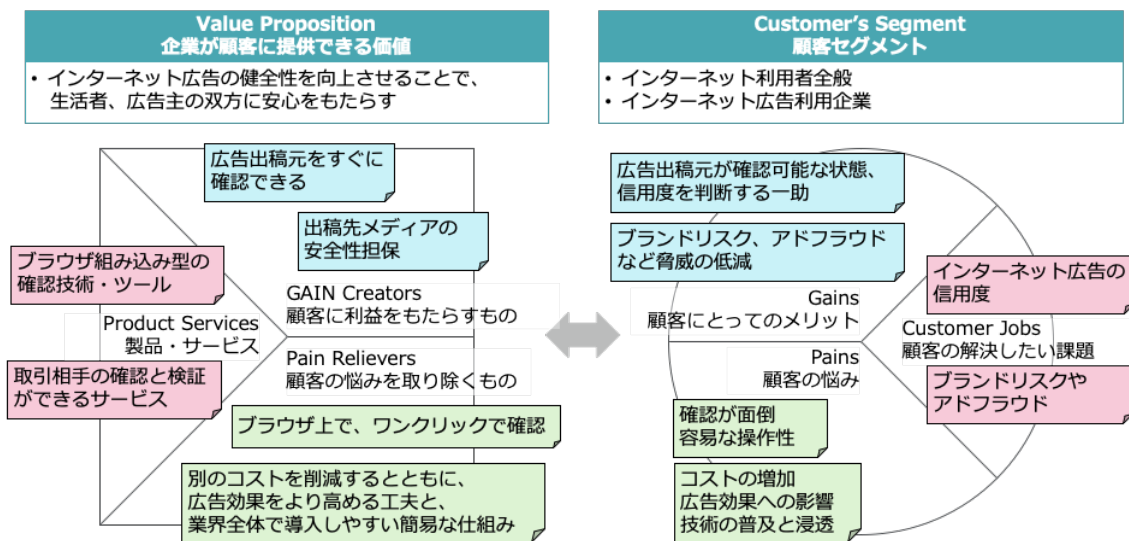 Value Proposition
企業が顧客に提供できる価値
• インターネット広告の健全性を向上させることで、
生活者、広告主の双方に安心をもたらす
広告出稿元をすぐに
確認できる
出稿先メディアの
安全性担保
ブラウザ組み込み型の
確認技術・ツール
GAIN Creators
顧客に利益をもたらすもの
Product Services
製品・サービス
Pain Relievers
顧客の悩みを取り除くもの
取引相手の確認と検証
ができるサービス
ブラウザ上で、ワンクリックで確認
別のコストを削減するとともに、
広告効果をより高める工夫と、
業界全体で導入しやすい簡易な仕組み
Customer’s Segment
顧客セグメント
• インターネット利用者全般
• インターネット広告利用企業
広告出稿元が確認可能な状態、
信用度を判断する一助
ブランドリスク、アドフラウド
など脅威の低減
インターネット広告の
信用度
Gains
顧客にとってのメリット
Customer Jobs
顧客の解決したい課題
Pains
顧客の悩み
ブランドリスクや
アドフラウド
確認が面倒
容易な操作性
コストの増加
広告効果への影響
技術の普及と浸透